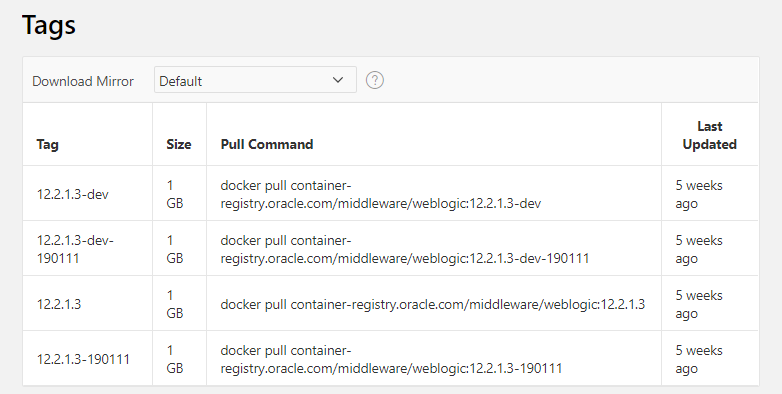 Tags
Download Mirror Default ?
Tag Size Pull Command Last
Updated
12.2.1.3-dev 1
GB docker pull container-
registry.oracle.com/middleware/weblogic:12.2.1.3-dev 5 weeks
ago
12.2.1.3-dev-
190111 1
GB docker pull container-
registry.oracle.com/middleware/weblogic:12.2.1.3-dev-190111 5 weeks
ago
12.2.1.3 1
GB docker pull container-registry.oracle.com/middleware/weblogic:12.2.1.3 5 weeks
ago
12.2.1.3-190111 1
GB docker pull container-
registry.oracle.com/middleware/weblogic:12.2.1.3-190111 5 weeks
ago